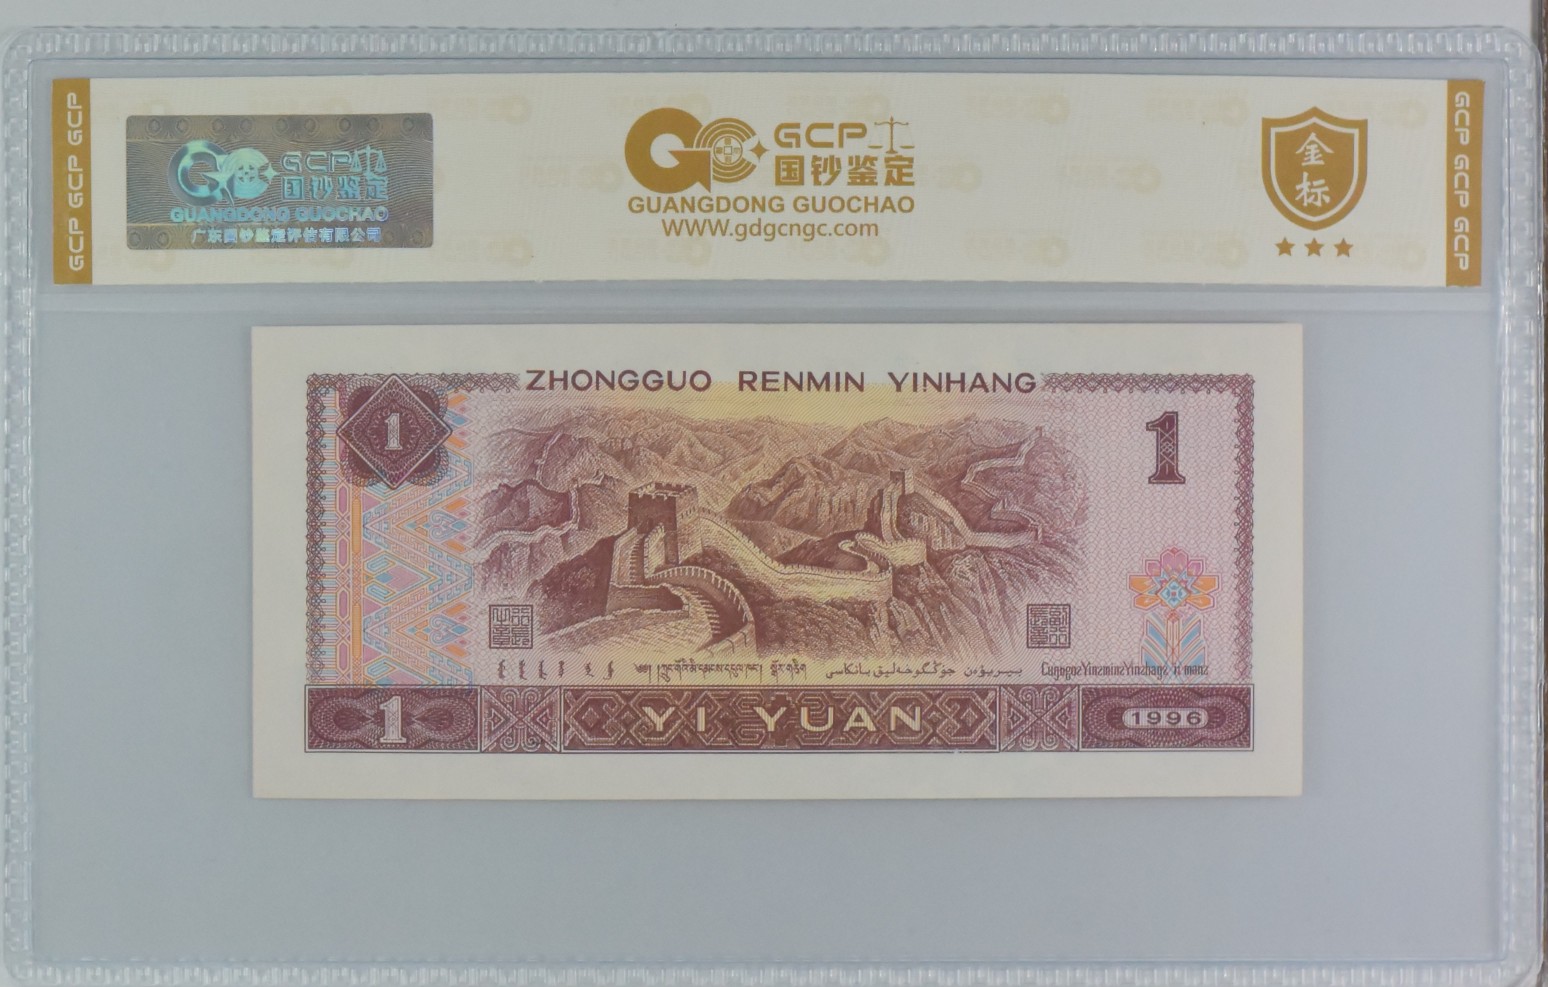 GCP GCP GCP
GCP
国钞鉴定
GUANGDONG GUOCHAO
广东国钞鉴定评估有限公司
GCP
国钞鉴定
GUANGDONG GUOCHAO
WWW.gdgcngc.com
金
标
GCP GCP GCP
ZHONGGUO RENMIN YINHANG
1
1
1
YI YUAN
1996